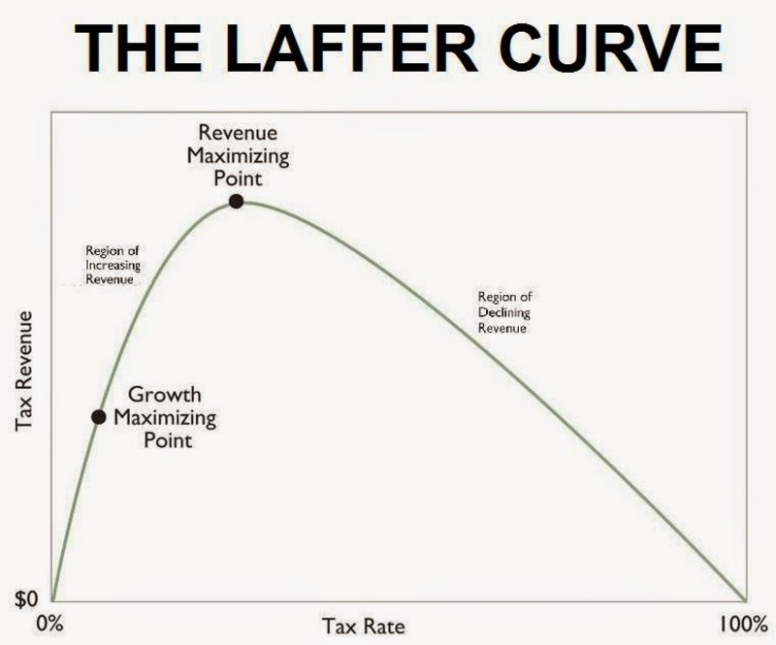 THE LAFFER CURVE
Revenue
Maximizing
Point
Region of
Increasing
Revenue
Region of
Declining
Revenue
Growth
Maximizing
Point
Tax Revenue
$0
0%
Tax Rate
100%